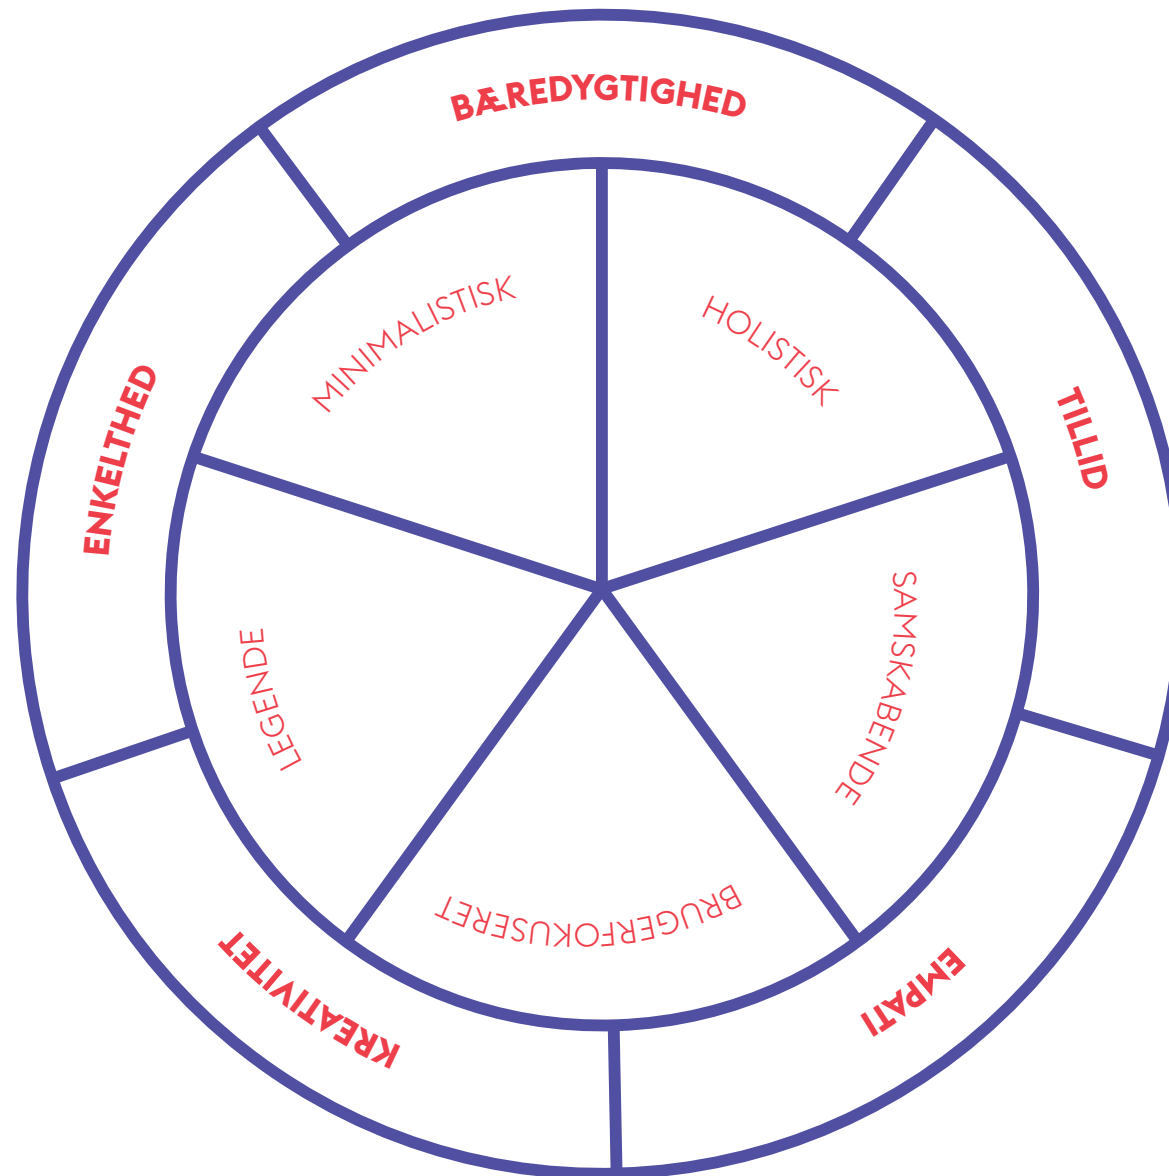 BÆREDYGTIGHED
TILLID
EMPATI
KREATIVITET
ENKELTHED
HOLISTISK
SAMSKABENDE
BRUGERFOKUSERET
LEGENDE
MINIMALISTISK